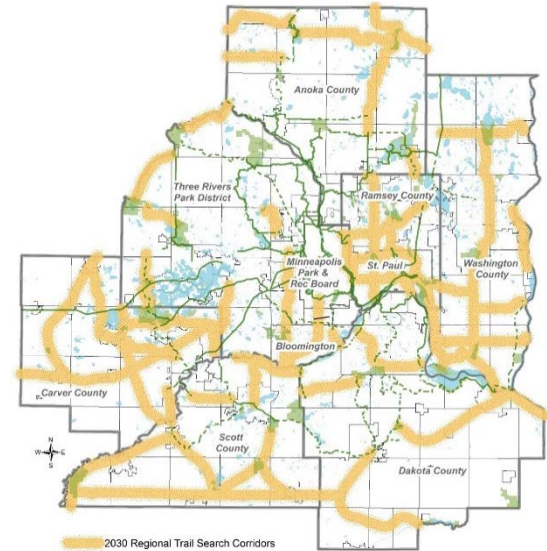 Anoka County
Three Rivers
Park District
Ramsey County
Minneapolis
Park &
Rec Board
St. Paul
Washington
County
Bloomington
Carver County
Scott
County
Dakota County
N
W E
S
2030 Regional Trail Search Corridors